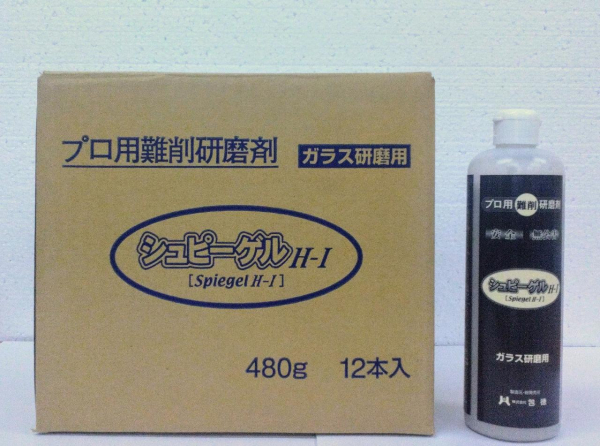 プロ用難削研磨剤 ガラス研磨用
シュピーゲル H-I
[Spiegel H-I]
480g 12本入
プロ用難削研磨剤
シュピーゲル H-I
[Spiegel H-I]
ガラス研磨用